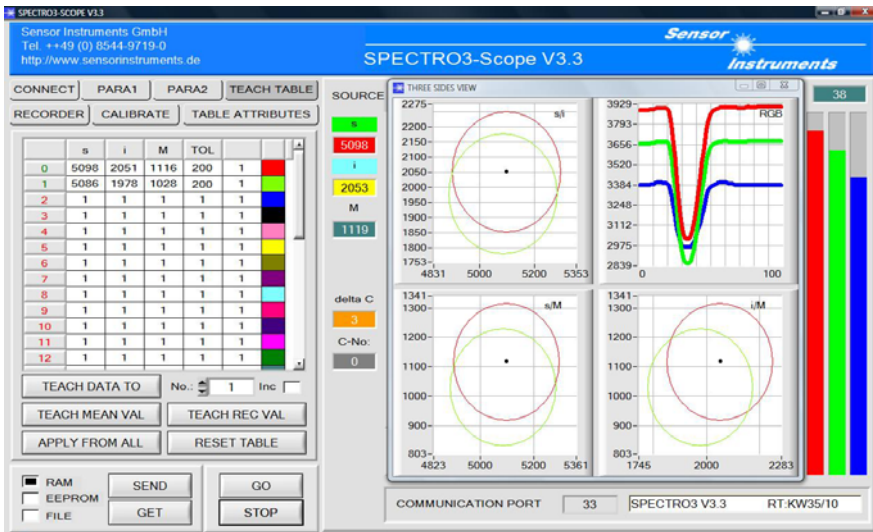 SPECTRO3-SCOPE V3.3
Sensor Instruments GmbH
Tel. ++49 (0) 8544-9719-0
http://www.sensorinstruments.de
SPECTRO3-Scope V3.3
Sensor
Instruments
CONNECT PARA1 PARA2 TEACH TABLE
RECORDER CALIBRATE TABLE ATTRIBUTES
s i M TOL
0 5098 2051 1116 200 1
1 5086 1978 1028 200 1
2 1 1 1 1 1
3 1 1 1 1 1
4 1 1 1 1 1
5 1 1 1 1 1
6 1 1 1 1 1
7 1 1 1 1 1
8 1 1 1 1 1
9 1 1 1 1 1
10 1 1 1 1 1
11 1 1 1 1 1
12 1 1 1 1 1
TEACH DATA TO No.: 1 Inc
TEACH MEAN VAL TEACH REC VAL
APPLY FROM ALL RESET TABLE
RAM
EEPROM
FILE
SEND GO
GET STOP
SOURCE
s
5098
i
2053
M
1119
delta C
3
C-No:
0
THREE SIDES VIEW
38
s/i
2275
2200
2150
2100
2050
2000
1950
1900
1850
1800
1753
4831 5000 5200 5353
RGB
3929
3793
3656
3520
3384
3248
3112
2975
2839
0 100
s/M
1341
1300
1200
1100
1000
900
803
4823 5000 5200 5361
i/M
1341
1300
1200
1100
1000
900
803
1745 2000 2283
COMMUNICATION PORT 33 SPECTRO3 V3.3 RT:KW35/10